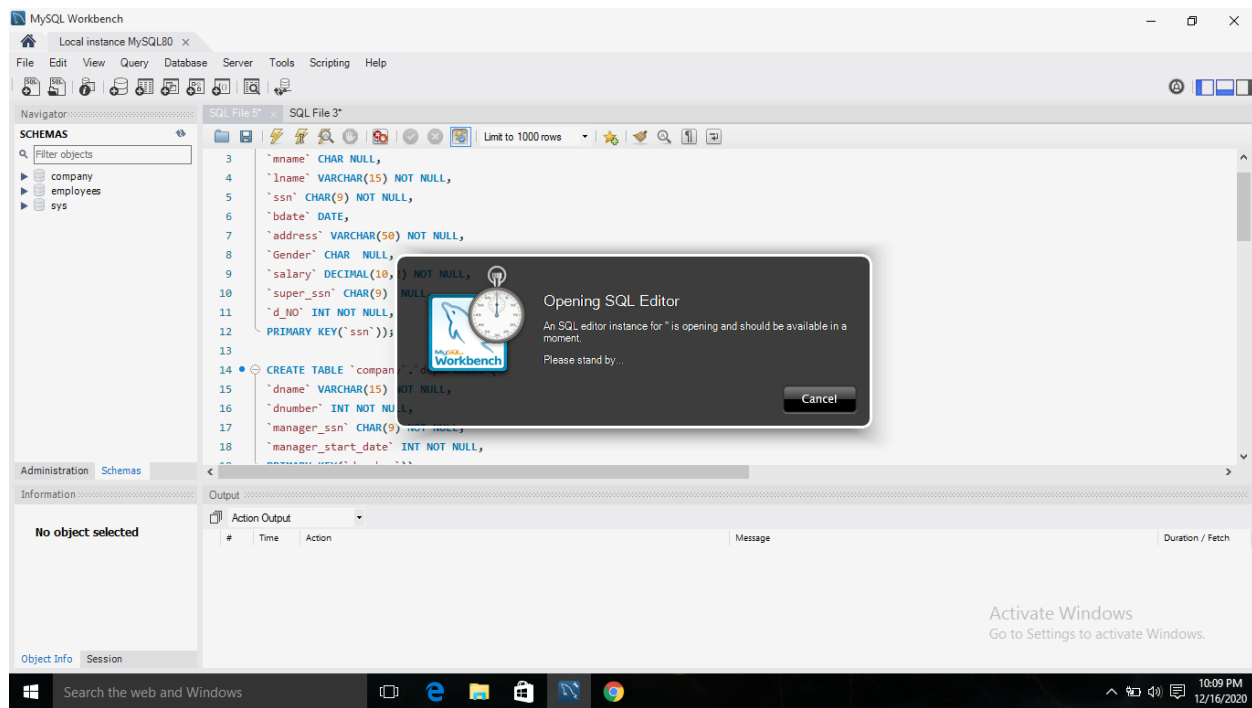 MySQL Workbench
Local instance MySQL80
File Edit View Query Database Server Tools Scripting Help
Navigator
SQL File 5* SQL File 3*
SCHEMAS
Limit to 1000 rows
Filter objects
company
employees
sys
3 `mname` CHAR NULL,
4 `lname` VARCHAR(15) NOT NULL,
5 `ssn` CHAR(9) NOT NULL,
6 `bdate` DATE,
7 `address` VARCHAR(50) NOT NULL,
8 `Gender` CHAR NULL,
9 `salary` DECIMAL(10, ) NOT NULL,
10 `super_ssn` CHAR(9) NULL
11 `d_NO` INT NOT NULL,
12 PRIMARY KEY(`ssn`));
13
14 CREATE TABLE `compan
15 `dname` VARCHAR(15) NOT NULL,
16 `dnumber` INT NOT NULL,
17 `manager_ssn` CHAR(9) NOT NULL,
18 `manager_start_date` INT NOT NULL,
Opening SQL Editor
An SQL editor instance for '' is opening and should be available in a
moment.
Please stand by...
MySQL
Workbench
Cancel
Administration Schemas
Information
No object selected
Output
Action Output
# Time Action Message Duration / Fetch
Activate Windows
Go to Settings to activate Windows.
Object Info Session
Search the web and Windows
10:09 PM
12/16/2020